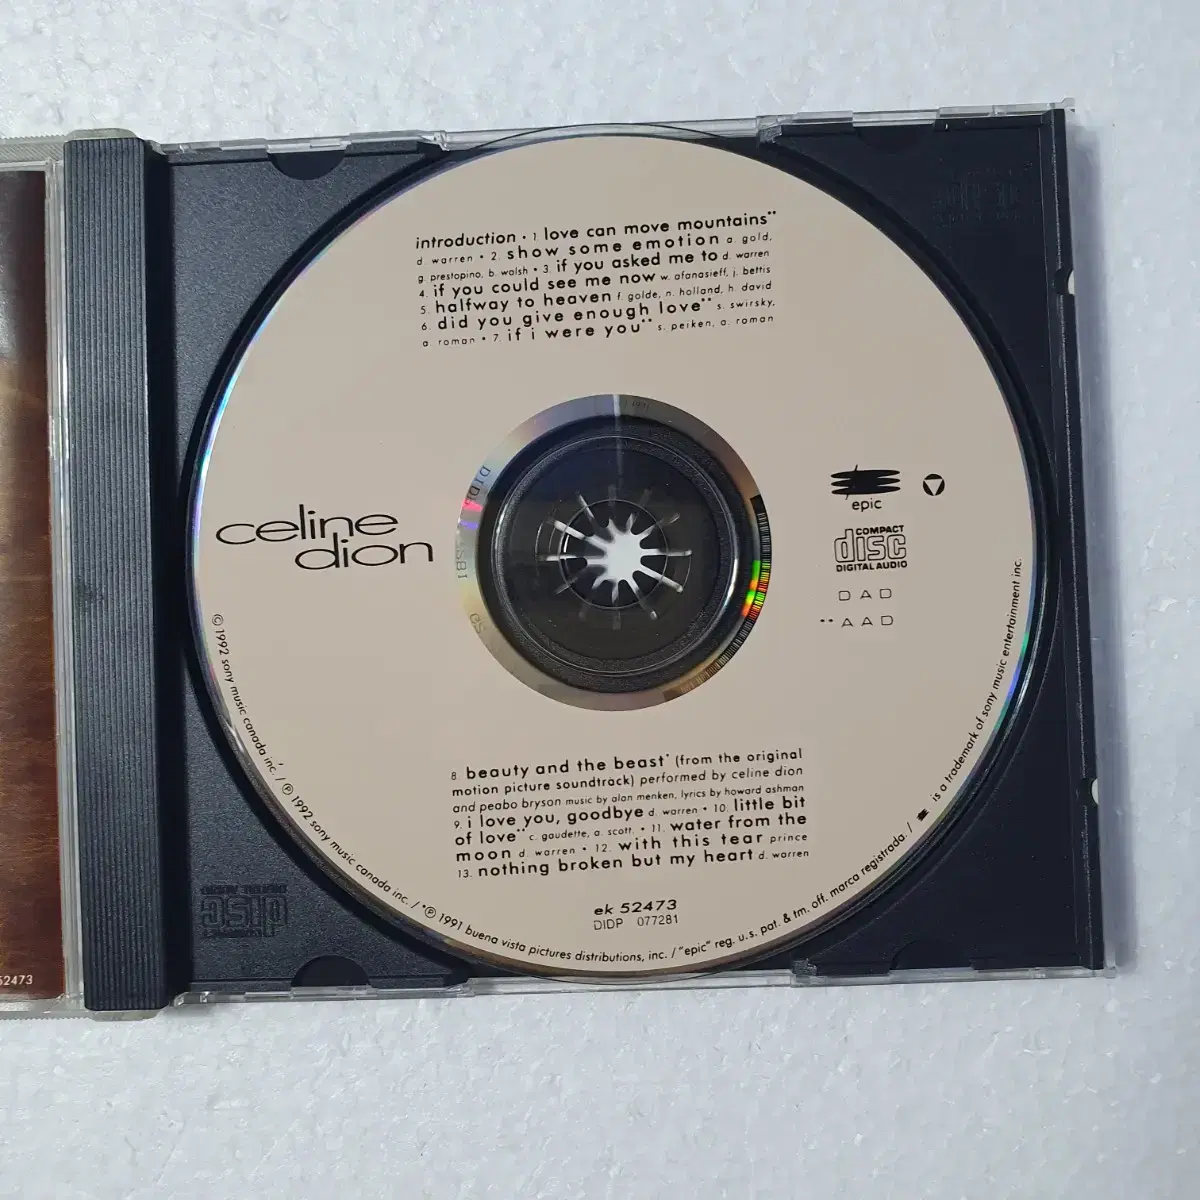 introduction • 1. love can move mountains**
d. warren • 2. show some emotion a. gold,
g. prestopino, b. walsh • 3. if you asked me to d. warren
4. if you could see me now w. afanasieff, j. bettis
5. halfway to heaven f. golde, n. holland, h. david
6. did you give enough love** s. swirsky,
a. roman • 7. if i were you** s. peiken, a. roman
celine
dion
epic
COMPACT
disc
DIGITAL AUDIO
DAD
**AAD
8. beauty and the beast* (from the original
motion picture soundtrack) performed by celine dion
and peabo bryson music by alan menken, lyrics by howard ashman
9. i love you, goodbye d. warren • 10. little bit
of love** c. gaudette, a. scott. • 11. water from the
moon d. warren • 12. with this tear prince
13. nothing broken but my heart d. warren
ek 52473
DIDP 077281
© 1992 sony music canada inc. / ℗ 1992 sony music canada inc. / *℗ 1991 buena vista pictures distributions, inc. / "epic" reg. u.s. pat. & tm. off. marca registrada. / is a trademark of sony music entertainment inc.
52473